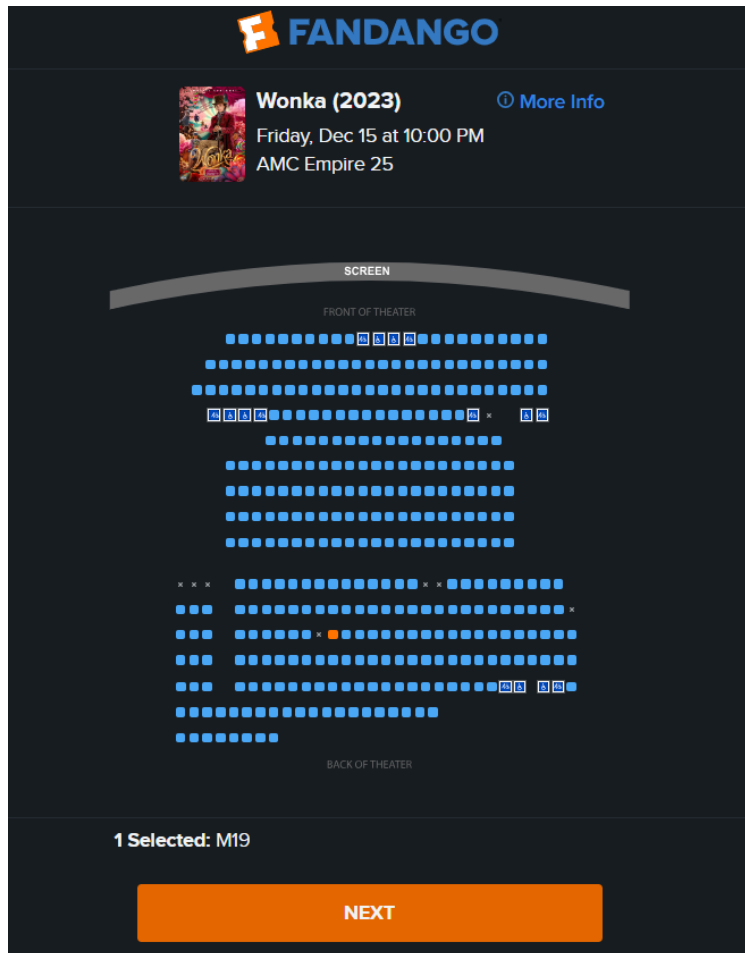 FANDANGO
Wonka (2023)
More Info
Friday, Dec 15 at 10:00 PM
AMC Empire 25
Wonka
SCREEN
FRONT OF THEATER
BACK OF THEATER
1 Selected: M19
NEXT